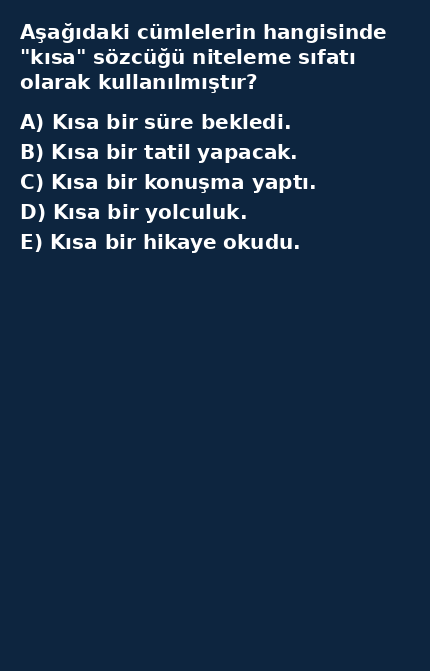 Aşağıdaki cümlelerin hangisinde
"kısa" sözcüğü niteleme sıfatı
olarak kullanılmıştır?
A) Kısa bir süre bekledi.
B) Kısa bir tatil yapacak.
C) Kısa bir konuşma yaptı.
D) Kısa bir yolculuk.
E) Kısa bir hikaye okudu.